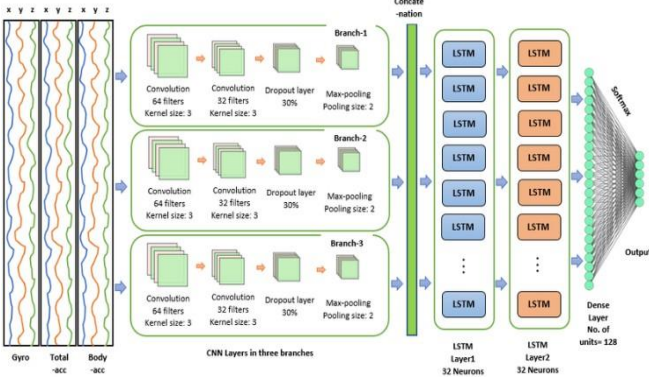 x y z x y z x y z
Gyro
Total
-acc
Body
-acc
Branch-1
Convolution
64 filters
Kernel size: 3
Convolution
32 filters
Kernel size: 3
Dropout layer
30%
Max-pooling
Pooling size: 2
Branch-2
Convolution
64 filters
Kernel size: 3
Convolution
32 filters
Kernel size: 3
Dropout layer
30%
Max-pooling
Pooling size: 2
Branch-3
Convolution
64 filters
Kernel size: 3
Convolution
32 filters
Kernel size: 3
Dropout layer
30%
Max-pooling
Pooling size: 2
CNN Layers in three branches
Concate
-nation
LSTM
LSTM
LSTM
LSTM
LSTM
LSTM
LSTM
LSTM
Layer1
32 Neurons
LSTM
LSTM
LSTM
LSTM
LSTM
LSTM
LSTM
LSTM
Layer2
32 Neurons
Softmax
Output
Dense
Layer
No. of
units= 128